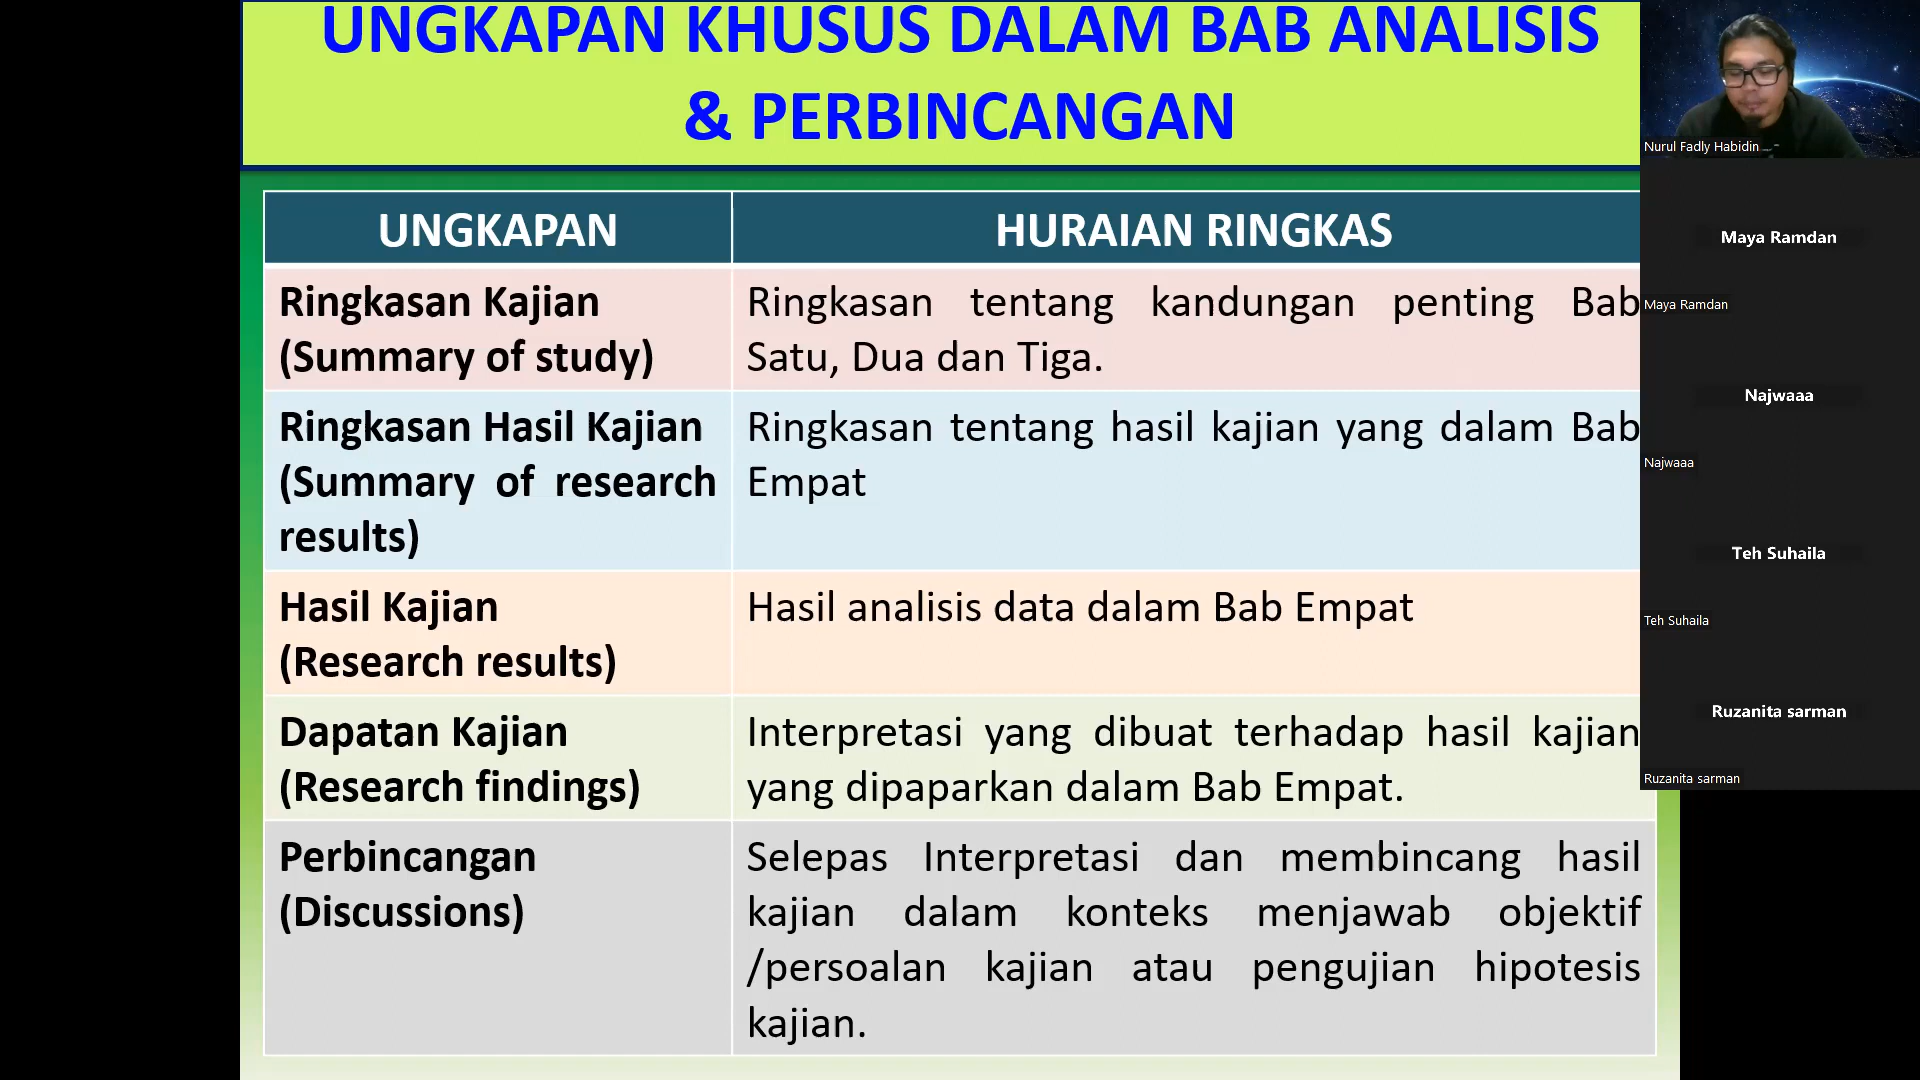 UNGKAPAN KHUSUS DALAM BAB ANALISIS
& PERBINCANGAN
UNGKAPAN
HURAIAN RINGKAS
Ringkasan Kajian
(Summary of study)
Ringkasan tentang kandungan penting Bab
Satu, Dua dan Tiga.
Ringkasan Hasil Kajian
(Summary of research
results)
Ringkasan tentang hasil kajian yang dalam Bab
Empat
Hasil Kajian
(Research results)
Hasil analisis data dalam Bab Empat
Dapatan Kajian
(Research findings)
Interpretasi yang dibuat terhadap hasil kajian
yang dipaparkan dalam Bab Empat.
Perbincangan
(Discussions)
Selepas Interpretasi dan membincang hasil
kajian dalam konteks menjawab objektif
/persoalan kajian atau pengujian hipotesis
kajian.
Nurul Fadly Habidin
Maya Ramdan
Maya Ramdan
Najwaaa
Najwaaa
Teh Suhaila
Teh Suhaila
Ruzanita sarman
Ruzanita sarman